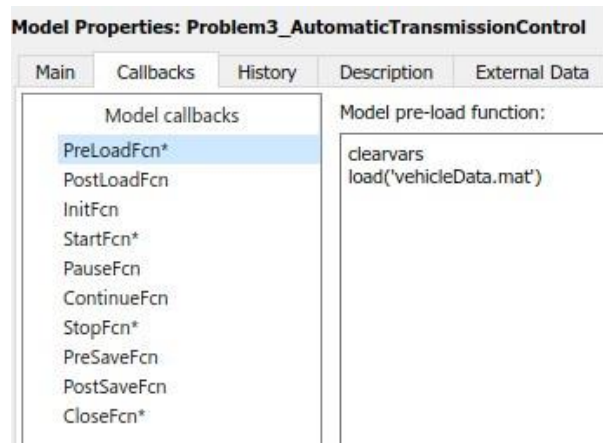 Model Properties: Problem3_AutomaticTransmissionControl
Main Callbacks History Description External Data
Model callbacks
PreLoadFcn*
PostLoadFcn
InitFcn
StartFcn*
PauseFcn
ContinueFcn
StopFcn*
PreSaveFcn
PostSaveFcn
CloseFcn*
Model pre-load function:
clearvars
load('vehicleData.mat')